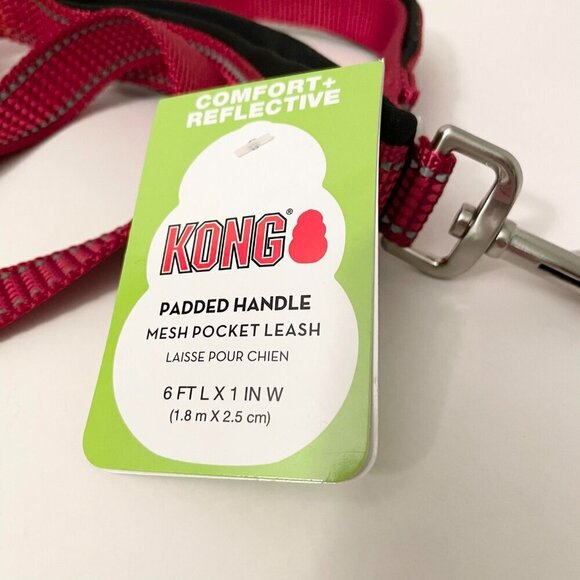 COMFORT+
REFLECTIVE
KONG®
PADDED HANDLE
MESH POCKET LEASH
LAISSE POUR CHIEN
6 FT L X 1 IN W
(1.8 m X 2.5 cm)